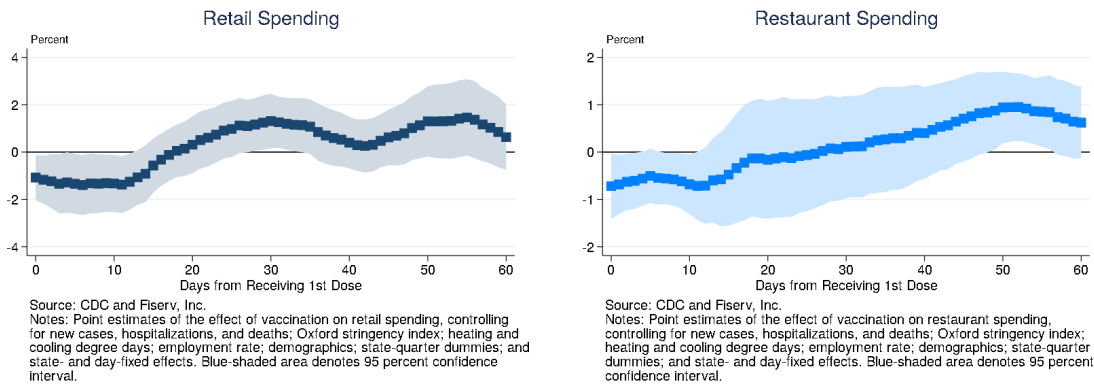 Retail Spending
Percent
4
2
0
-2
-4
0 10 20 30 40 50 60
Days from Receiving 1st Dose
Source: CDC and Fiserv, Inc.
Notes: Point estimates of the effect of vaccination on retail spending, controlling
for new cases, hospitalizations, and deaths; Oxford stringency index; heating and
cooling degree days; employment rate; demographics; state-quarter dummies; and
state- and day-fixed effects. Blue-shaded area denotes 95 percent confidence
interval.
Restaurant Spending
Percent
2
1
0
-1
-2
0 10 20 30 40 50 60
Days from Receiving 1st Dose
Source: CDC and Fiserv, Inc.
Notes: Point estimates of the effect of vaccination on restaurant spending,
controlling for new cases, hospitalizations, and deaths; Oxford stringency index;
heating and cooling degree days; employment rate; demographics; state-quarter
dummies; and state- and day-fixed effects. Blue-shaded area denotes 95 percent
confidence interval.